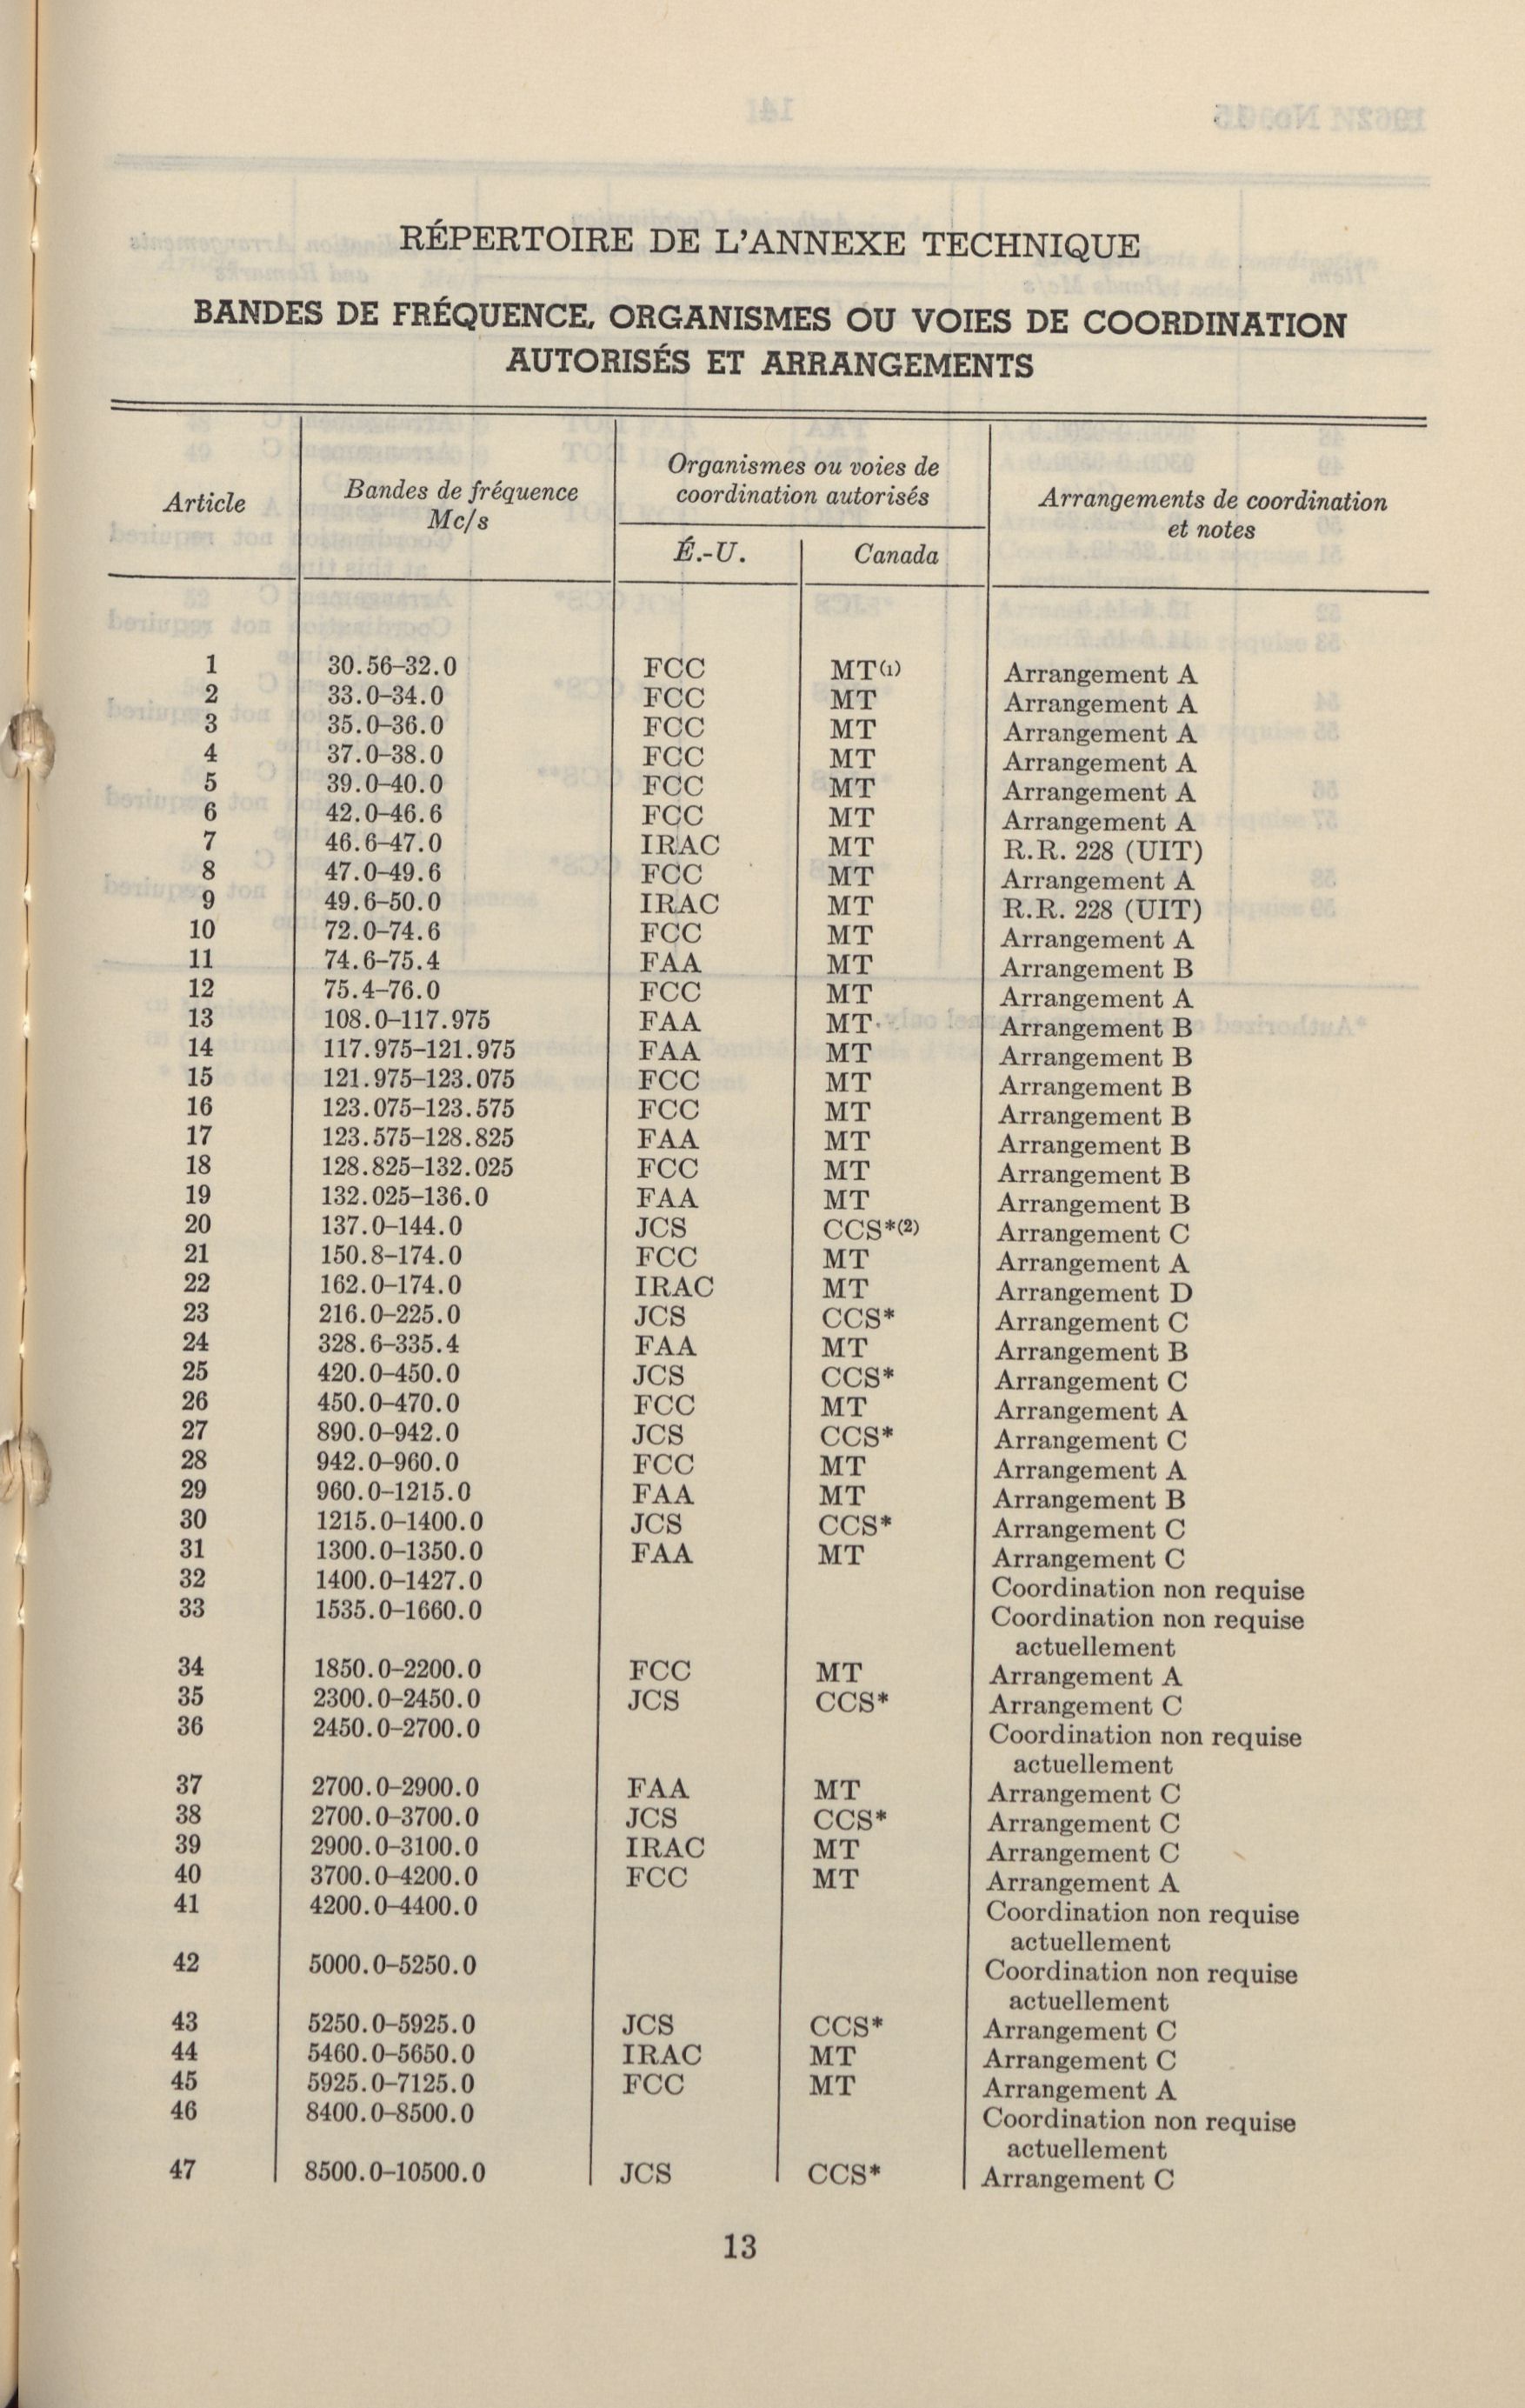 RÉPERTOIRE DE L'ANNEXE TECHNIQUE
BANDES DE FRÉQUENCE, ORGANISMES OU VOIES DE COORDINATION
AUTORISÉS ET ARRANGEMENTS
Article
Bandes de fréquence
Mc/s
Organismes ou voies de
coordination autorisés
É.-U.
Canada
Arrangements de coordination
et notes
1 30.56–32.0 FCC MT(1) Arrangement A
2 33.0–34.0 FCC MT Arrangement A
3 35.0–36.0 FCC MT Arrangement A
4 37.0–38.0 FCC MT Arrangement A
5 39.0–40.0 FCC MT Arrangement A
6 42.0–46.6 FCC MT Arrangement A
7 46.6–47.0 IRAC MT R.R. 228 (UIT)
8 47.0–49.6 FCC MT Arrangement A
9 49.6–50.0 IRAC MT R.R. 228 (UIT)
10 72.0–74.6 FCC MT Arrangement A
11 74.6–75.4 FAA MT Arrangement B
12 75.4–76.0 FCC MT Arrangement A
13 108.0–117.975 FAA MT Arrangement B
14 117.975–121.975 FAA MT Arrangement B
15 121.975–123.075 FCC MT Arrangement B
16 123.075–123.575 FCC MT Arrangement B
17 123.575–128.825 FAA MT Arrangement B
18 128.825–132.025 FCC MT Arrangement B
19 132.025–136.0 FAA MT Arrangement B
20 137.0–144.0 JCS CCS*(2) Arrangement C
21 150.8–174.0 FCC MT Arrangement A
22 162.0–174.0 IRAC MT Arrangement D
23 216.0–225.0 JCS CCS* Arrangement C
24 328.6–335.4 FAA MT Arrangement B
25 420.0–450.0 JCS CCS* Arrangement C
26 450.0–470.0 FCC MT Arrangement A
27 890.0–942.0 JCS CCS* Arrangement C
28 942.0–960.0 FCC MT Arrangement A
29 960.0–1215.0 FAA MT Arrangement B
30 1215.0–1400.0 JCS CCS* Arrangement C
31 1300.0–1350.0 FAA MT Arrangement C
32 1400.0–1427.0 Coordination non requise
33 1535.0–1660.0 Coordination non requise
actuellement
34 1850.0–2200.0 FCC MT Arrangement A
35 2300.0–2450.0 JCS CCS* Arrangement C
36 2450.0–2700.0 Coordination non requise
actuellement
37 2700.0–2900.0 FAA MT Arrangement C
38 2700.0–3700.0 JCS CCS* Arrangement C
39 2900.0–3100.0 IRAC MT Arrangement C
40 3700.0–4200.0 FCC MT Arrangement A
41 4200.0–4400.0 Coordination non requise
actuellement
42 5000.0–5250.0 Coordination non requise
actuellement
43 5250.0–5925.0 JCS CCS* Arrangement C
44 5460.0–5650.0 IRAC MT Arrangement C
45 5925.0–7125.0 FCC MT Arrangement A
46 8400.0–8500.0 Coordination non requise
actuellement
47 8500.0–10500.0 JCS CCS* Arrangement C
13